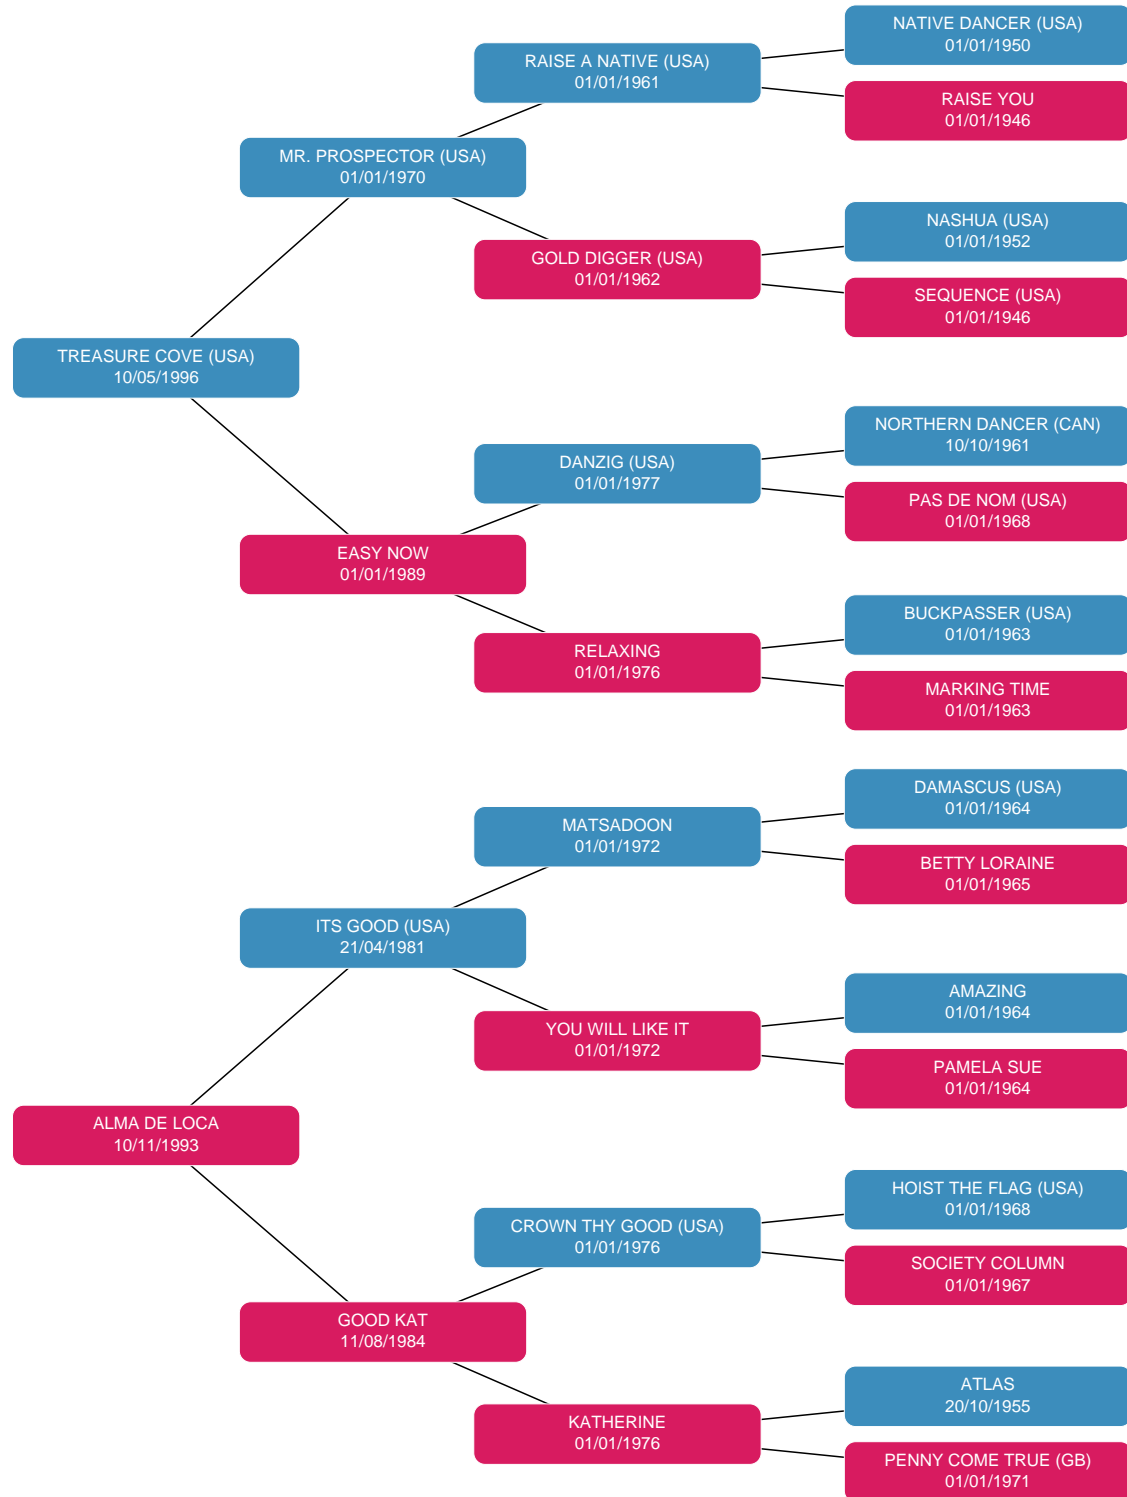 NATIVE DANCER (USA)
01/01/1950
RAISE A NATIVE (USA)
01/01/1961
RAISE YOU
01/01/1946
MR. PROSPECTOR (USA)
01/01/1970
NASHUA (USA)
01/01/1952
GOLD DIGGER (USA)
01/01/1962
SEQUENCE (USA)
01/01/1946
TREASURE COVE (USA)
10/05/1996
NORTHERN DANCER (CAN)
10/10/1961
DANZIG (USA)
01/01/1977
PAS DE NOM (USA)
01/01/1968
EASY NOW
01/01/1989
BUCKPASSER (USA)
01/01/1963
RELAXING
01/01/1976
MARKING TIME
01/01/1963
DAMASCUS (USA)
01/01/1964
MATSADOON
01/01/1972
BETTY LORAINE
01/01/1965
ITS GOOD (USA)
21/04/1981
AMAZING
01/01/1964
YOU WILL LIKE IT
01/01/1972
PAMELA SUE
01/01/1964
ALMA DE LOCA
10/11/1993
HOIST THE FLAG (USA)
01/01/1968
CROWN THY GOOD (USA)
01/01/1976
SOCIETY COLUMN
01/01/1967
GOOD KAT
11/08/1984
ATLAS
20/10/1955
KATHERINE
01/01/1976
PENNY COME TRUE (GB)
01/01/1971